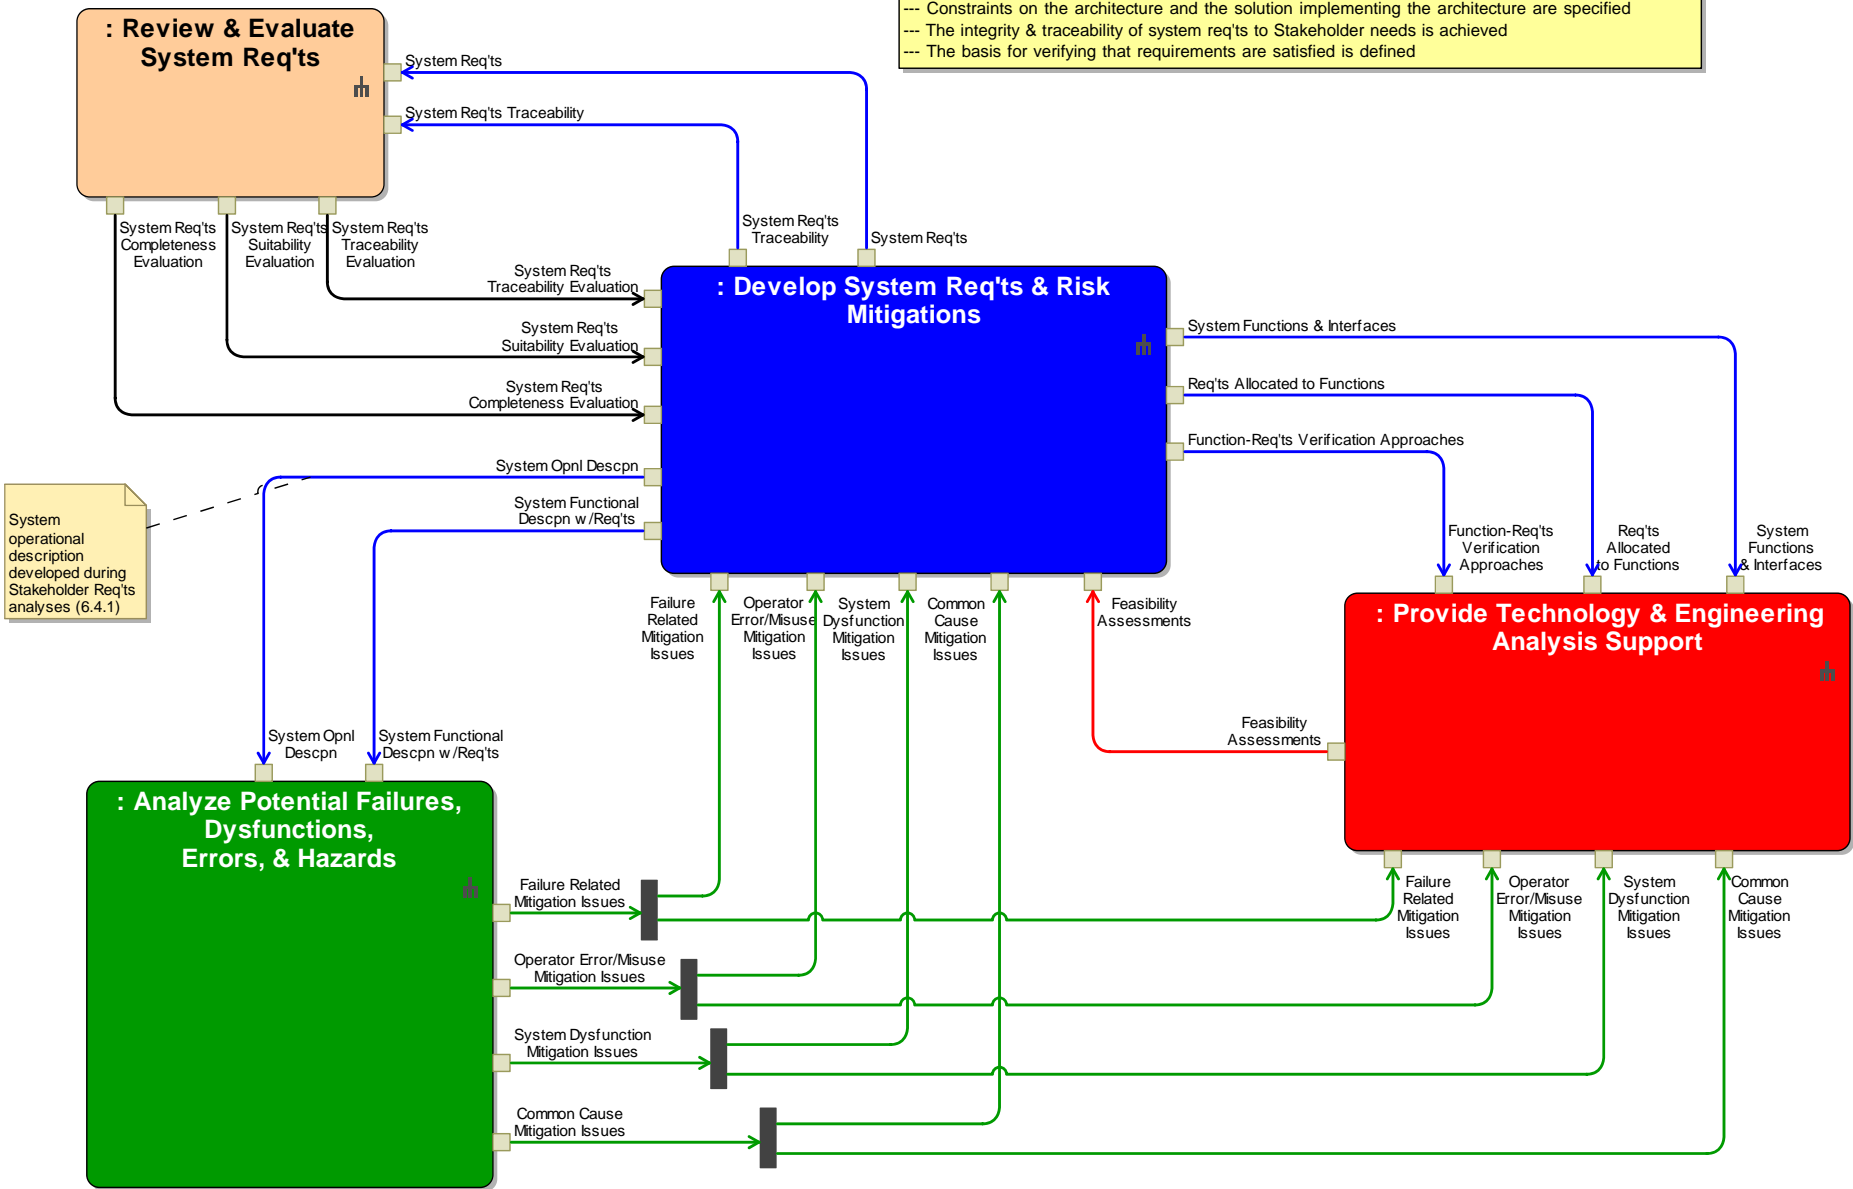 --- Constraints on the architecture and the solution implementing the architecture are specified
--- The integrity & traceability of system req'ts to Stakeholder needs is achieved
--- The basis for verifying that requirements are satisfied is defined
: Review & Evaluate
System Req'ts
System Req'ts
System Req'ts Traceability
System Req'ts
Completeness
Evaluation
System Req'ts
Suitability
Evaluation
System Req'ts
Traceability
Evaluation
System Req'ts
Traceability
System Req'ts
System Req'ts
Traceability Evaluation
System Req'ts
Suitability Evaluation
System Req'ts
Completeness Evaluation
System Opnl Descpn
System Functional
Descpn w/Req'ts
: Develop System Req'ts & Risk
Mitigations
System Functions & Interfaces
Req'ts Allocated to Functions
Function-Req'ts Verification Approaches
System
operational
description
developed during
Stakeholder Req'ts
analyses (6.4.1)
Function-Req'ts
Verification
Approaches
Req'ts
Allocated
to Functions
System
Functions
& Interfaces
Failure
Related
Mitigation
Issues
Operator
Error/Misuse
Mitigation
Issues
System
Dysfunction
Mitigation
Issues
Common
Cause
Mitigation
Issues
Feasibility
Assessments
: Provide Technology & Engineering
Analysis Support
Feasibility
Assessments
System Opnl
Descpn
System Functional
Descpn w/Req'ts
: Analyze Potential Failures,
Dysfunctions,
Errors, & Hazards
Failure Related
Mitigation Issues
Operator Error/Misuse
Mitigation Issues
System Dysfunction
Mitigation Issues
Common Cause
Mitigation Issues
Failure
Related
Mitigation
Issues
Operator
Error/Misuse
Mitigation
Issues
System
Dysfunction
Mitigation
Issues
Common
Cause
Mitigation
Issues